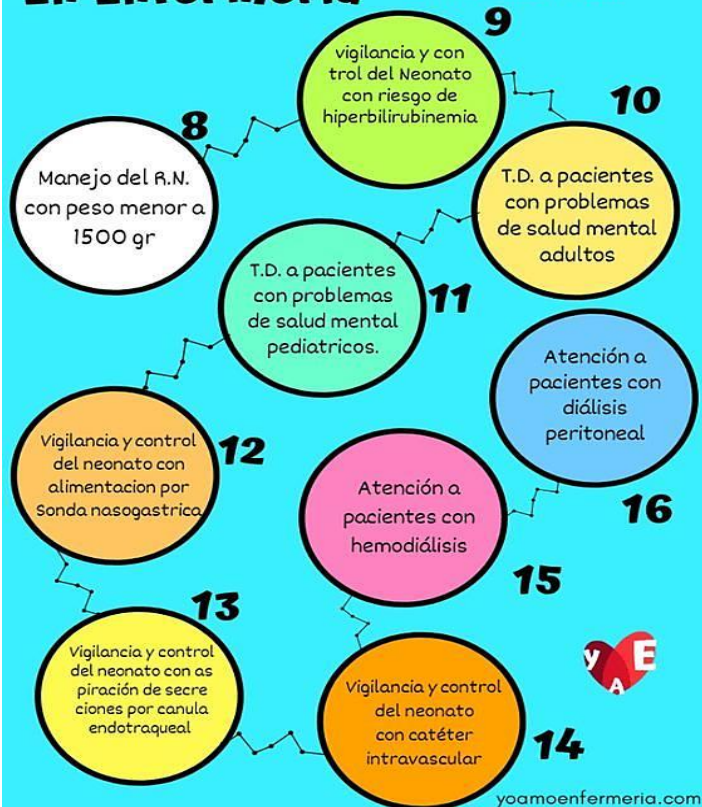 en Enfermería
9
vigilancia y con
trol del Neonato
con riesgo de
hiperbilirubinemia
10
8
Manejo del R.N.
con peso menor a
1500 gr
T.D. a pacientes
con problemas
de salud mental
adultos
T.D. a pacientes
con problemas
de salud mental
pediatricos.
11
Atención a
pacientes con
diálisis
peritoneal
12
Vigilancia y control
del neonato con
alimentacion por
Sonda nasogastrica
16
Atención a
pacientes con
hemodiálisis
15
13
Vigilancia y control
del neonato con as
piración de secre
ciones por canula
endotraqueal
y A E
Vigilancia y control
del neonato
con catéter
intravascular
14
yoamoenfermeria.com